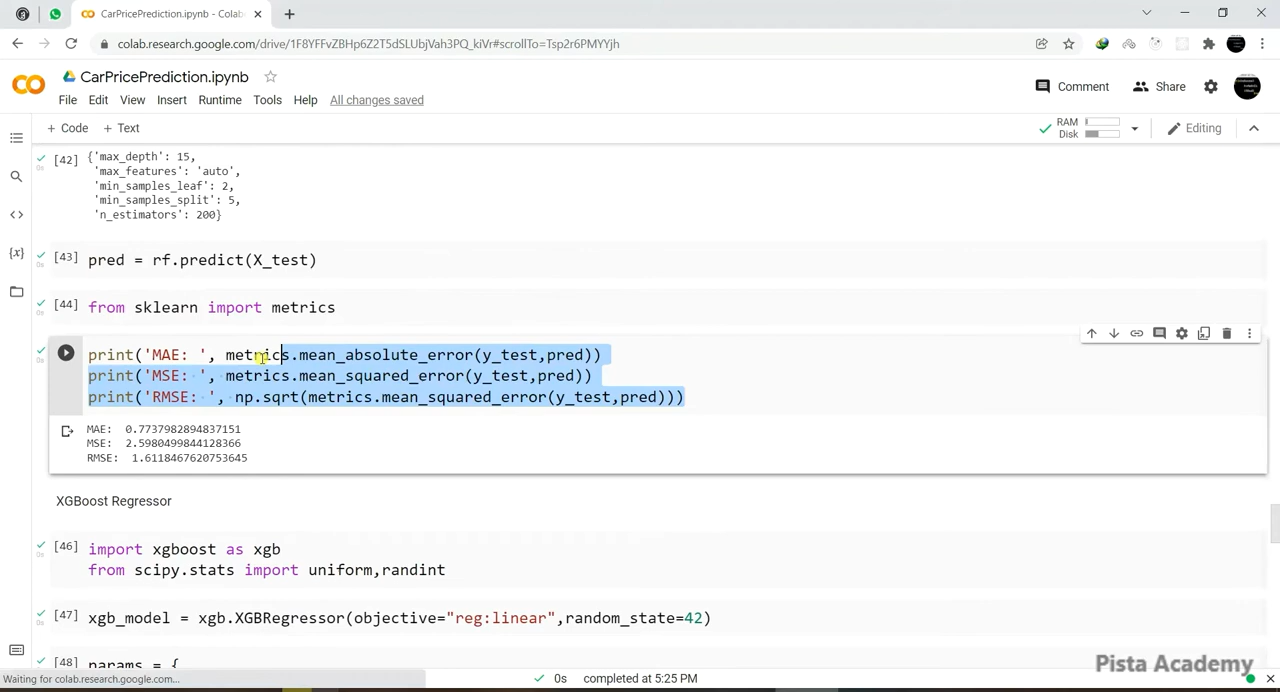 CarPricePrediction.ipynb - Colab
colab.research.google.com/drive/1F8YFFvZBHp6Z2T5dSLUbjVah3PQ_kiVr#scrollTo=Tsp2r6PMYYjh
CarPricePrediction.ipynb
File Edit View Insert Runtime Tools Help All changes saved
Comment Share
+ Code + Text
RAM
Disk
Editing
[42] {'max_depth': 15,
'max_features': 'auto',
'min_samples_leaf': 2,
'min_samples_split': 5,
'n_estimators': 200}
0s
[43] pred = rf.predict(X_test)
0s
[44] from sklearn import metrics
0s
print('MAE: ', metrics.mean_absolute_error(y_test,pred))
0s
print('MSE: ', metrics.mean_squared_error(y_test,pred))
print('RMSE: ', np.sqrt(metrics.mean_squared_error(y_test,pred)))
MAE: 0.7737982894837151
MSE: 2.5980499844128366
RMSE: 1.6118467620753645
XGBoost Regressor
[46] import xgboost as xgb
0s
from scipy.stats import uniform,randint
[47] xgb_model = xgb.XGBRegressor(objective="reg:linear",random_state=42)
0s
[48] params = {
Pista Academy
Waiting for colab.research.google.com...
0s completed at 5:25 PM